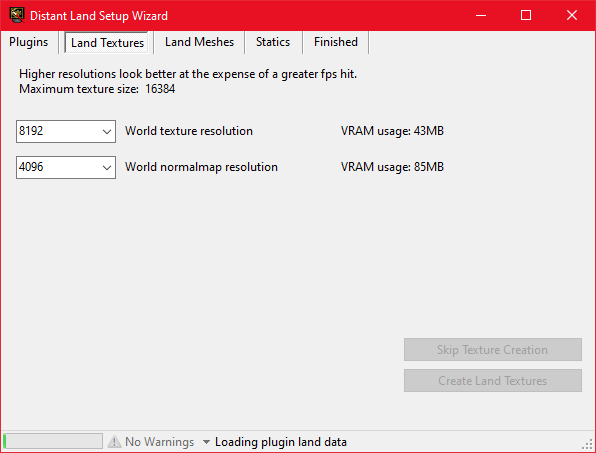 Distant Land Setup Wizard
Plugins Land Textures Land Meshes Statics Finished
Higher resolutions look better at the expense of a greater fps hit.
Maximum texture size: 16384
8192 World texture resolution VRAM usage: 43MB
4096 World normalmap resolution VRAM usage: 85MB
Skip Texture Creation
Create Land Textures
No Warnings Loading plugin land data